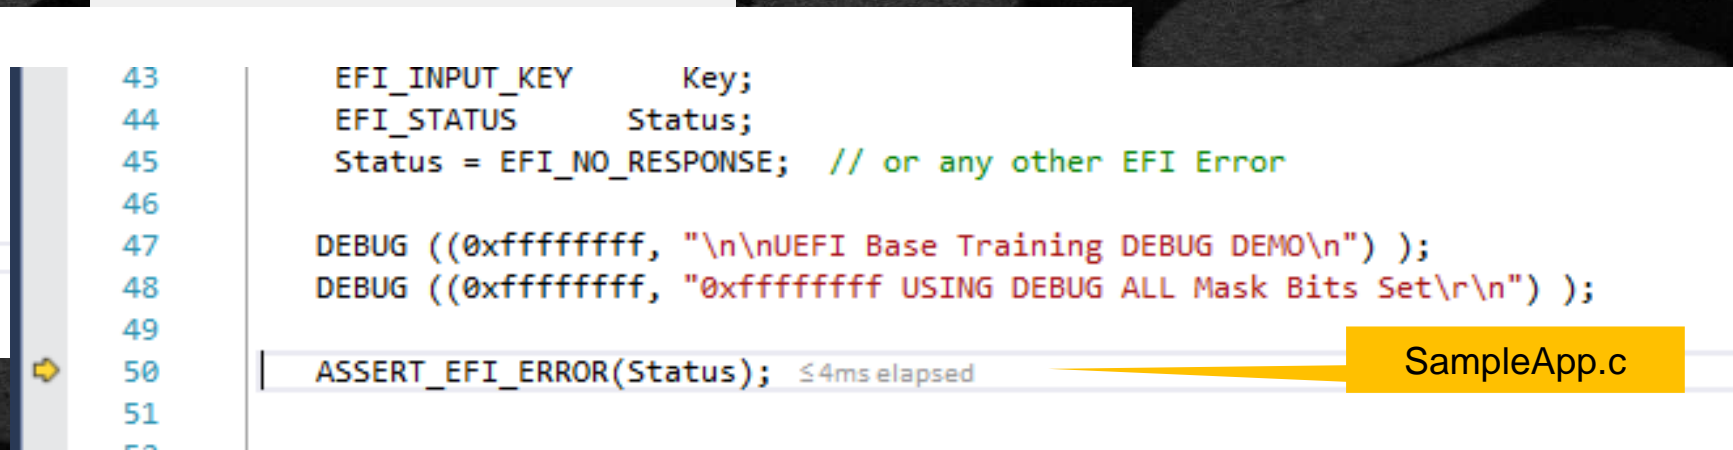 43 EFI_INPUT_KEY Key;
44 EFI_STATUS Status;
45 Status = EFI_NO_RESPONSE; // or any other EFI Error
46
47 DEBUG ((0xffffffff, "\n\nUEFI Base Training DEBUG DEMO\n") );
48 DEBUG ((0xffffffff, "0xffffffff USING DEBUG ALL Mask Bits Set\r\n") );
49
50 ASSERT_EFI_ERROR(Status); ≤4ms elapsed
SampleApp.c
51